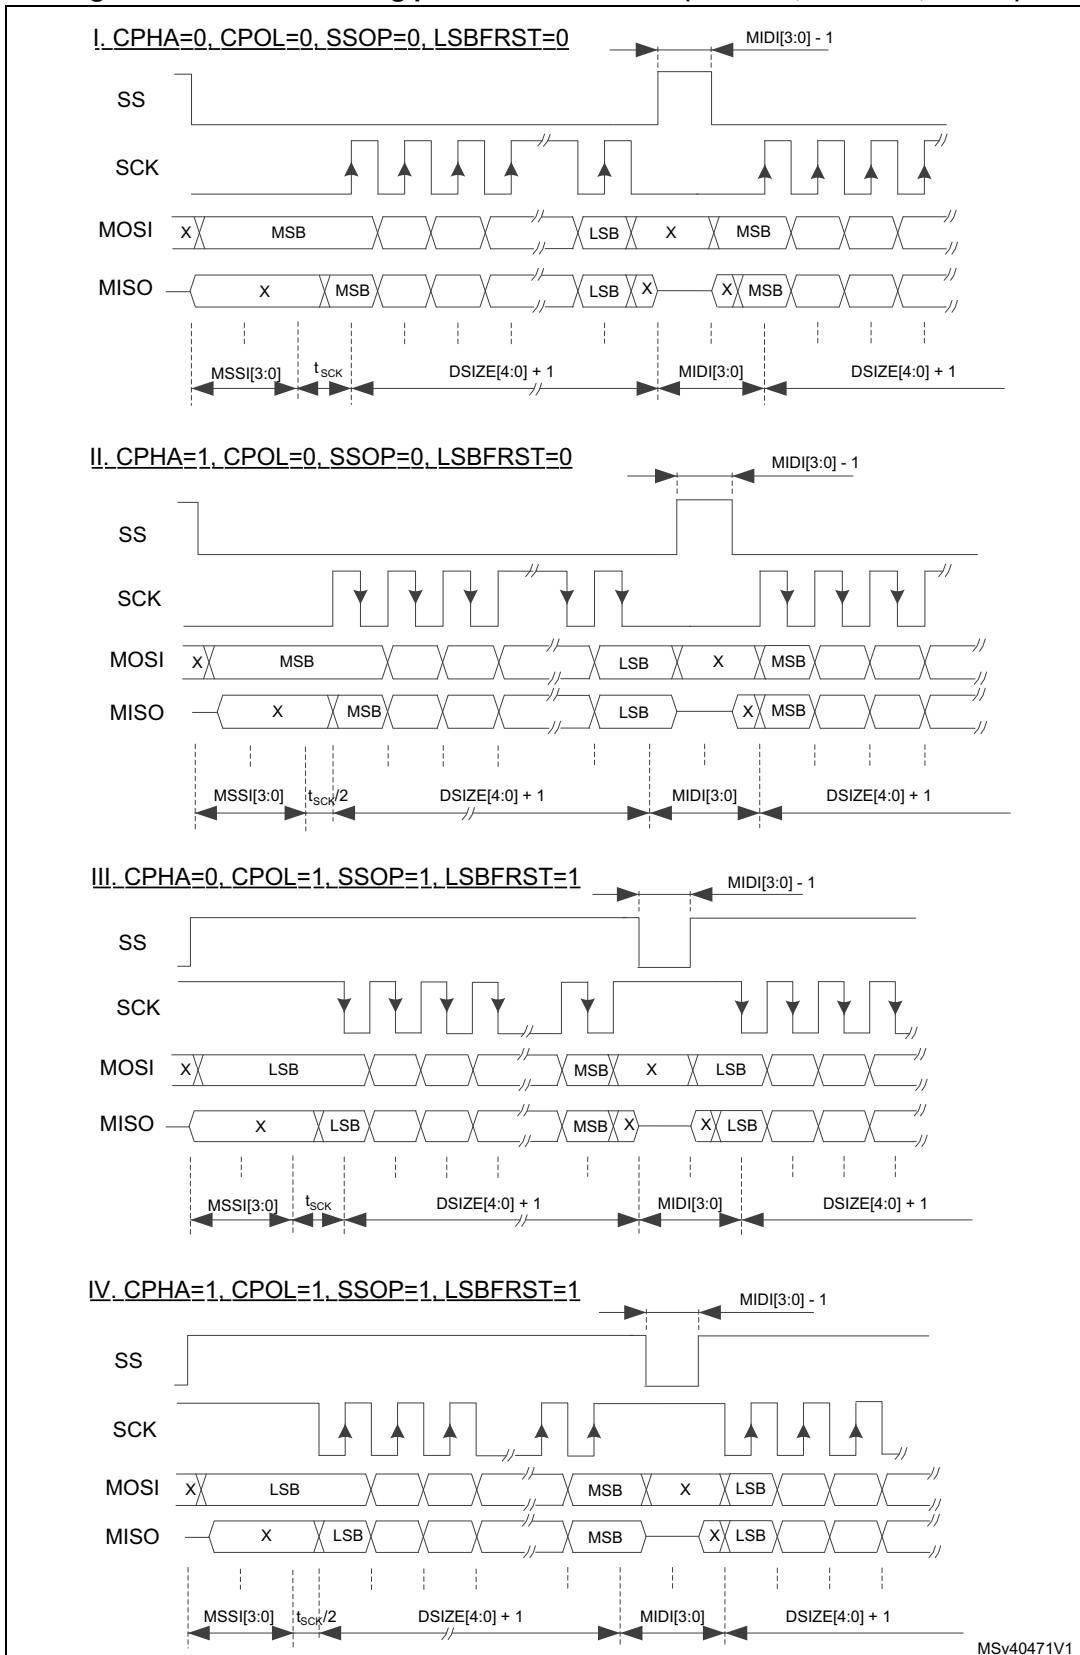 I. CPHA=0, CPOL=0, SSOP=0, LSBFRST=0
MIDI[3:0] - 1
SS
SCK
MOSI X MSB LSB X MSB
MISO X MSB LSB X X MSB
MSSI[3:0] tSCK DSIZE[4:0] + 1 MIDI[3:0] DSIZE[4:0] + 1
II. CPHA=1, CPOL=0, SSOP=0, LSBFRST=0
MIDI[3:0] - 1
SS
SCK
MOSI X MSB LSB X MSB
MISO X MSB LSB X MSB
MSSI[3:0] tSCK/2 DSIZE[4:0] + 1 MIDI[3:0] DSIZE[4:0] + 1
III. CPHA=0, CPOL=1, SSOP=1, LSBFRST=1
MIDI[3:0] - 1
SS
SCK
MOSI X LSB MSB X LSB
MISO X LSB MSB X X LSB
MSSI[3:0] tSCK DSIZE[4:0] + 1 MIDI[3:0] DSIZE[4:0] + 1
IV. CPHA=1, CPOL=1, SSOP=1, LSBFRST=1
MIDI[3:0] - 1
SS
SCK
MOSI X LSB MSB X LSB
MISO X LSB MSB X LSB
MSSI[3:0] tSCK/2 DSIZE[4:0] + 1 MIDI[3:0] DSIZE[4:0] + 1
MSv40471V1